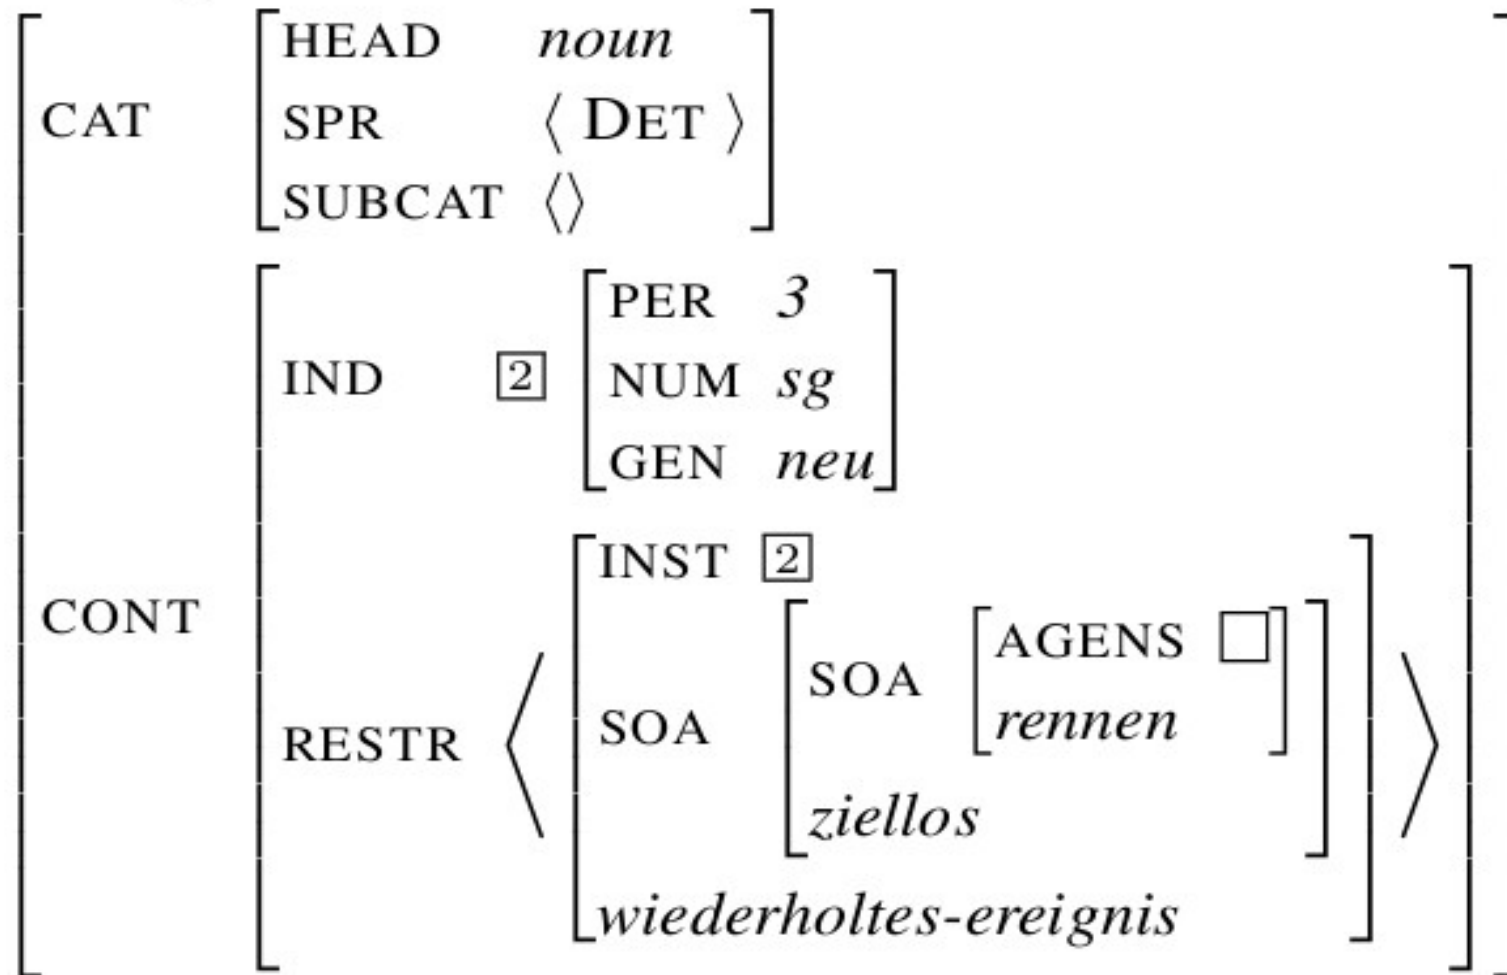 HEAD noun
CAT SPR ⟨ DET ⟩
SUBCAT ⟨⟩
PER 3
IND 2 NUM sg
GEN neu
INST 2
CONT SOA AGENS
rennen
RESTR SOA
ziellos
wiederholtes-ereignis